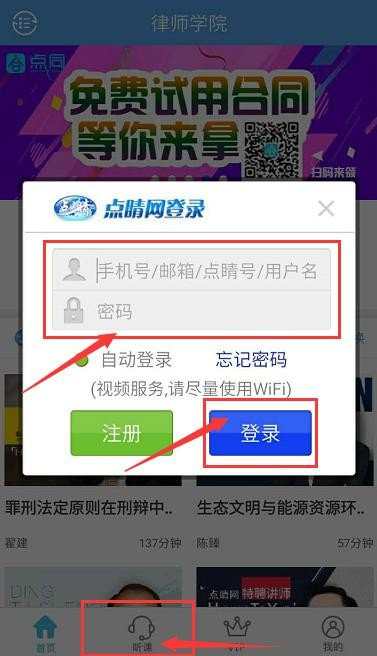 律师学院
点同
免费试用合同
等你来拿
扫码来领
点睛网登录
手机号/邮箱/点睛号/用户名
密码
自动登录
忘记密码
(视频服务,请尽量使用WiFi)
注册
登录
罪刑法定原则在刑辩中..
生态文明与能源资源环..
翟建
137分钟
陈臻
57分钟
DING
点睛网 特聘讲师
首页
听课
VIP
我的